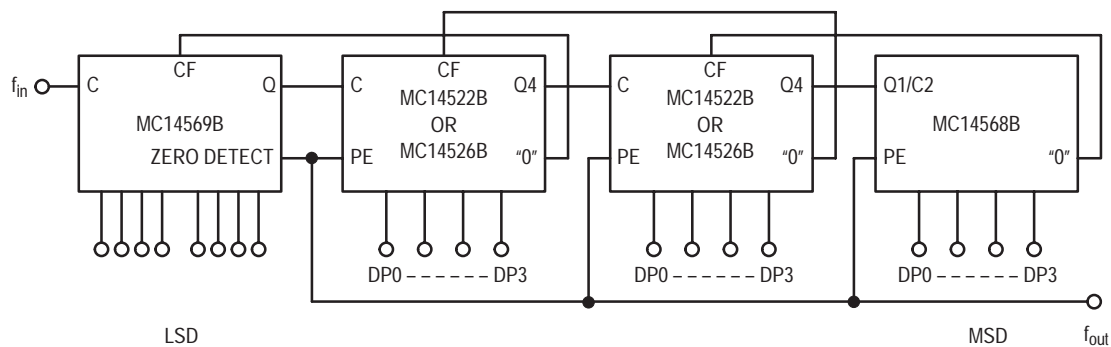 CF CF CF
f_in C Q C Q4 C Q4 Q1/C2
MC14569B MC14522B OR MC14526B MC14522B OR MC14526B MC14568B
ZERO DETECT PE "0" PE "0" PE "0"
DP0 – – – – – – DP3 DP0 – – – – – – DP3 DP0 – – – – – – DP3
LSD MSD f_out